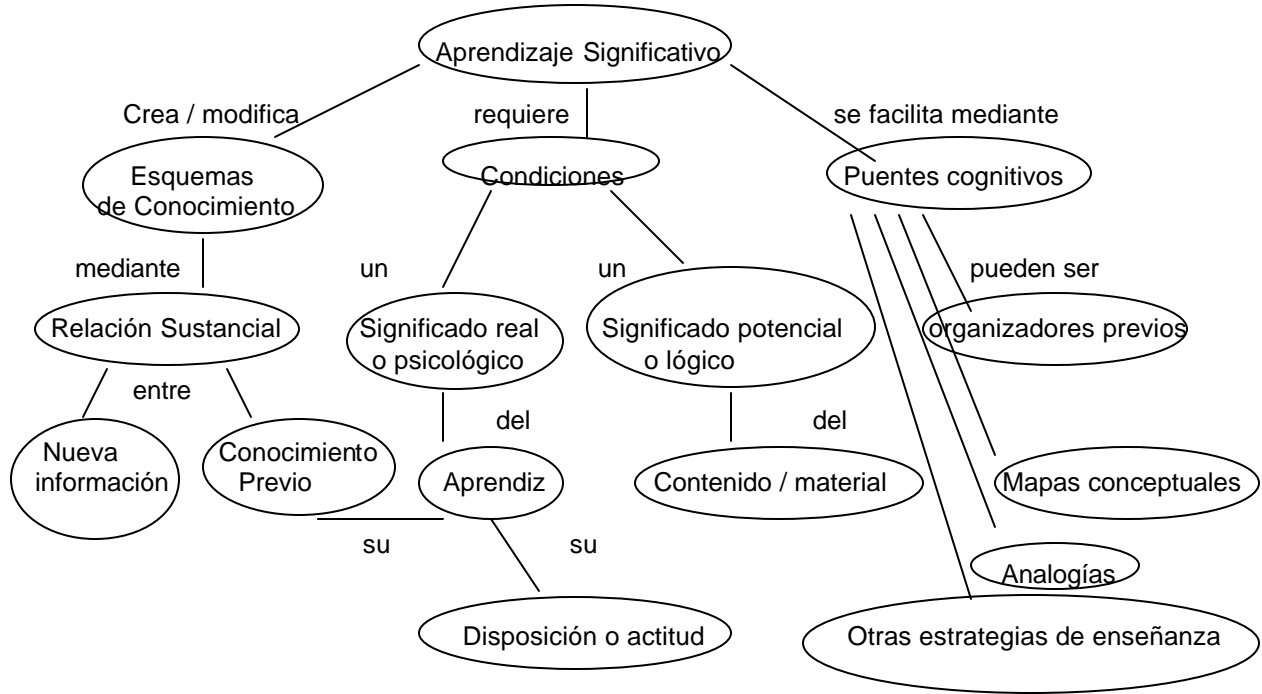 Aprendizaje Significativo
Crea / modifica
requiere
se facilita mediante
Esquemas
de Conocimiento
Condiciones
Puentes cognitivos
mediante
un
un
pueden ser
Relación Sustancial
Significado real
o psicológico
Significado potencial
o lógico
organizadores previos
entre
del
del
Nueva
información
Conocimiento
Previo
Aprendiz
Contenido / material
Mapas conceptuales
su
su
Analogías
Disposición o actitud
Otras estrategias de enseñanza